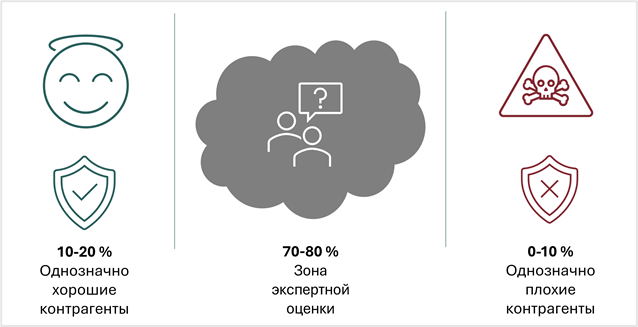 ?
10-20 %
Однозначно
хорошие
контрагенты
70-80 %
Зона
экспертной
оценки
0-10 %
Однозначно
плохие
контрагенты